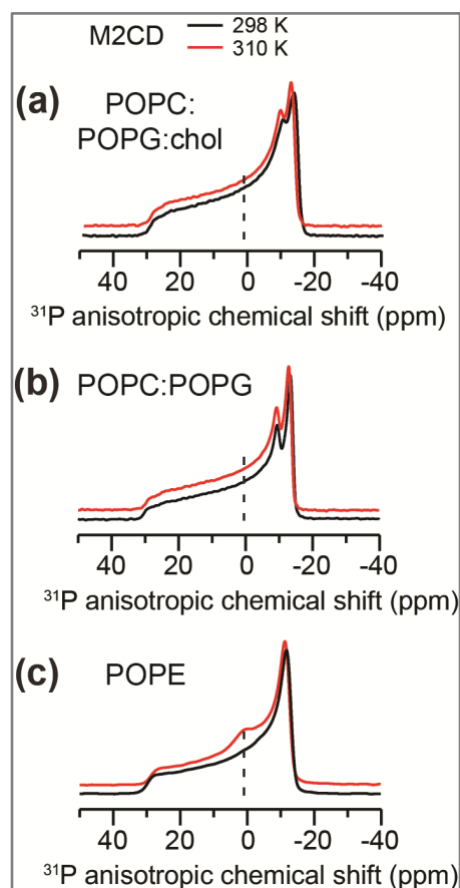 M2CD
298 K
310 K
(a)
POPC:
POPG:chol
40 20 0 -20 -40
³¹P anisotropic chemical shift (ppm)
(b) POPC:POPG
40 20 0 -20 -40
³¹P anisotropic chemical shift (ppm)
(c) POPE
40 20 0 -20 -40
³¹P anisotropic chemical shift (ppm)